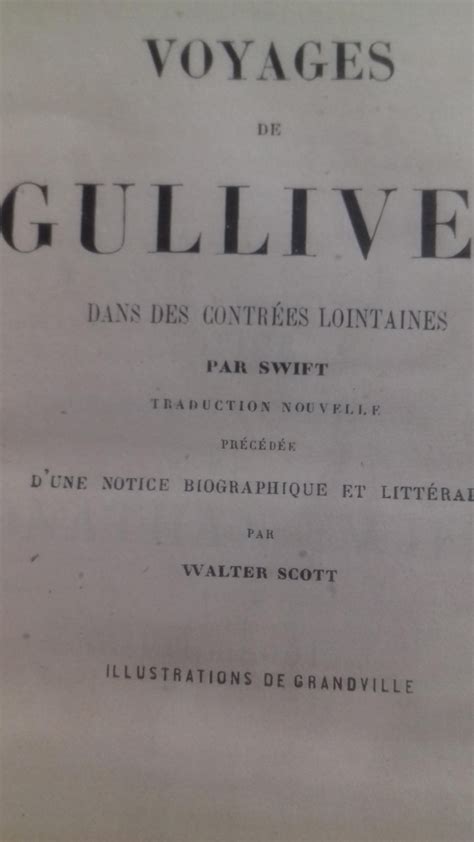 VOYAGES
DE
GULLIVE
DANS DES CONTRÉES LOINTAINES
PAR SWIFT
TRADUCTION NOUVELLE
PRÉCÉDÉE
D'UNE NOTICE BIOGRAPHIQUE ET LITTÉRAI
PAR
WALTER SCOTT
ILLUSTRATIONS DE GRANDVILLE